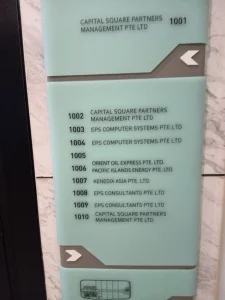 CAPITAL SQUARE PARTNERS 1001
MANAGEMENT PTE LTD
1002 CAPITAL SQUARE PARTNERS
MANAGEMENT PTE LTD
1003 EPS COMPUTER SYSTEMS PTE LTD
1004 EPS COMPUTER SYSTEMS PTE LTD
1005
1006 ORIENT OIL EXPRESS PTE. LTD.
PACIFIC ISLANDS ENERGY PTE. LTD.
1007 KENEDIX ASIA PTE. LTD.
1008 EPS CONSULTANTS PTE LTD
1009 EPS CONSULTANTS PTE LTD
1010 CAPITAL SQUARE PARTNERS
MANAGEMENT PTE LTD